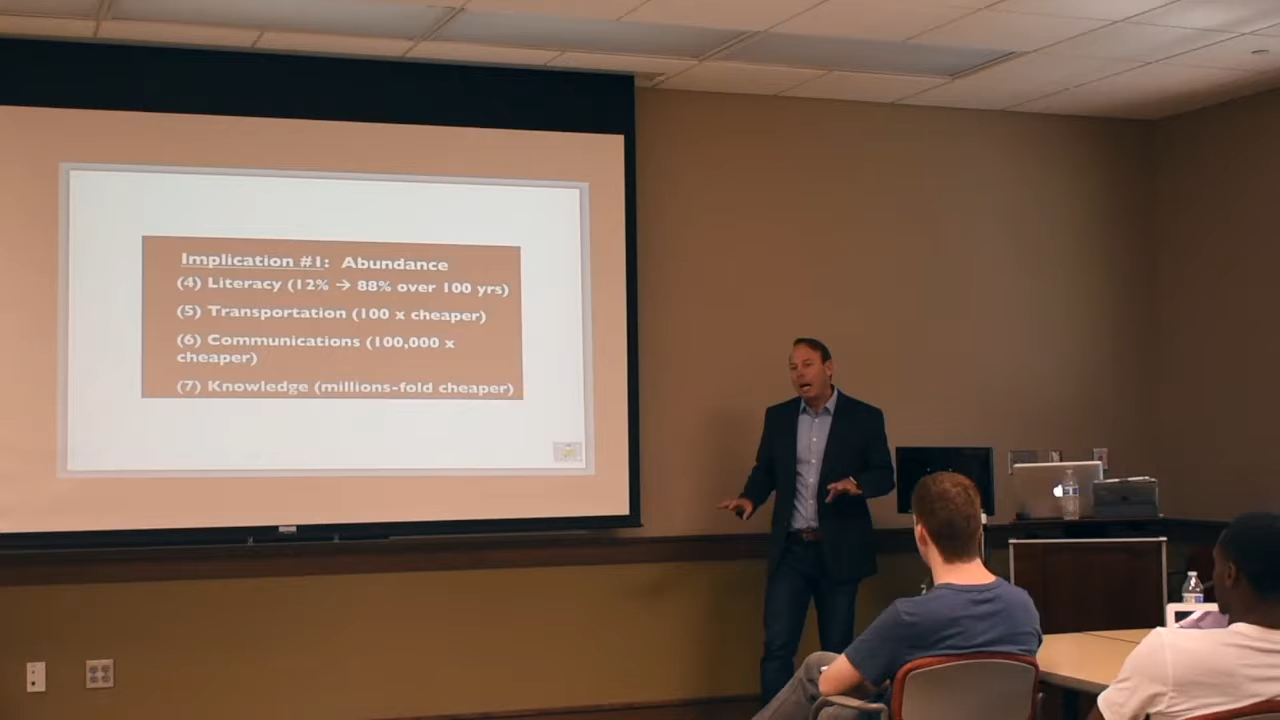 Implication #1: Abundance
(4) Literacy (12% → 88% over 100 yrs)
(5) Transportation (100 x cheaper)
(6) Communications (100,000 x
cheaper)
(7) Knowledge (millions-fold cheaper)